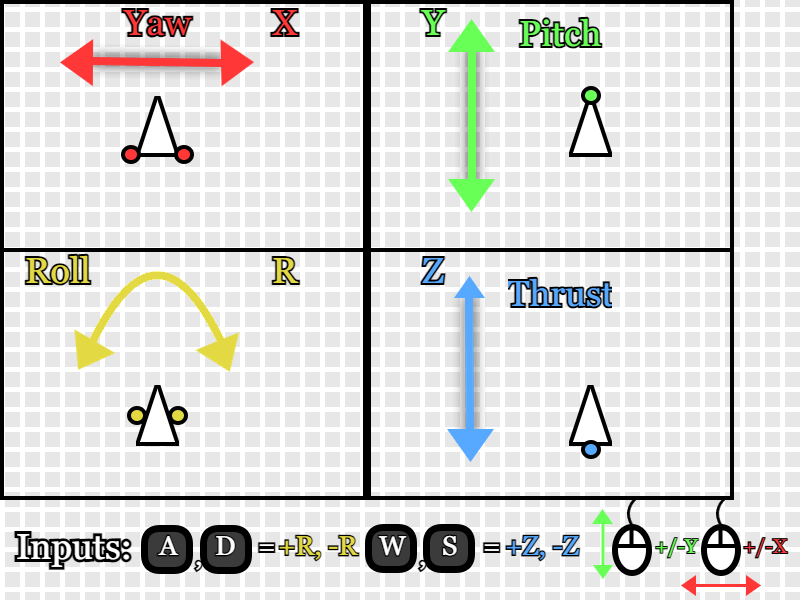 Yaw X
Y Pitch
Roll R
Z Thrust
Inputs: A, D =+R, -R W, S =+Z, -Z +/-Y +/-X